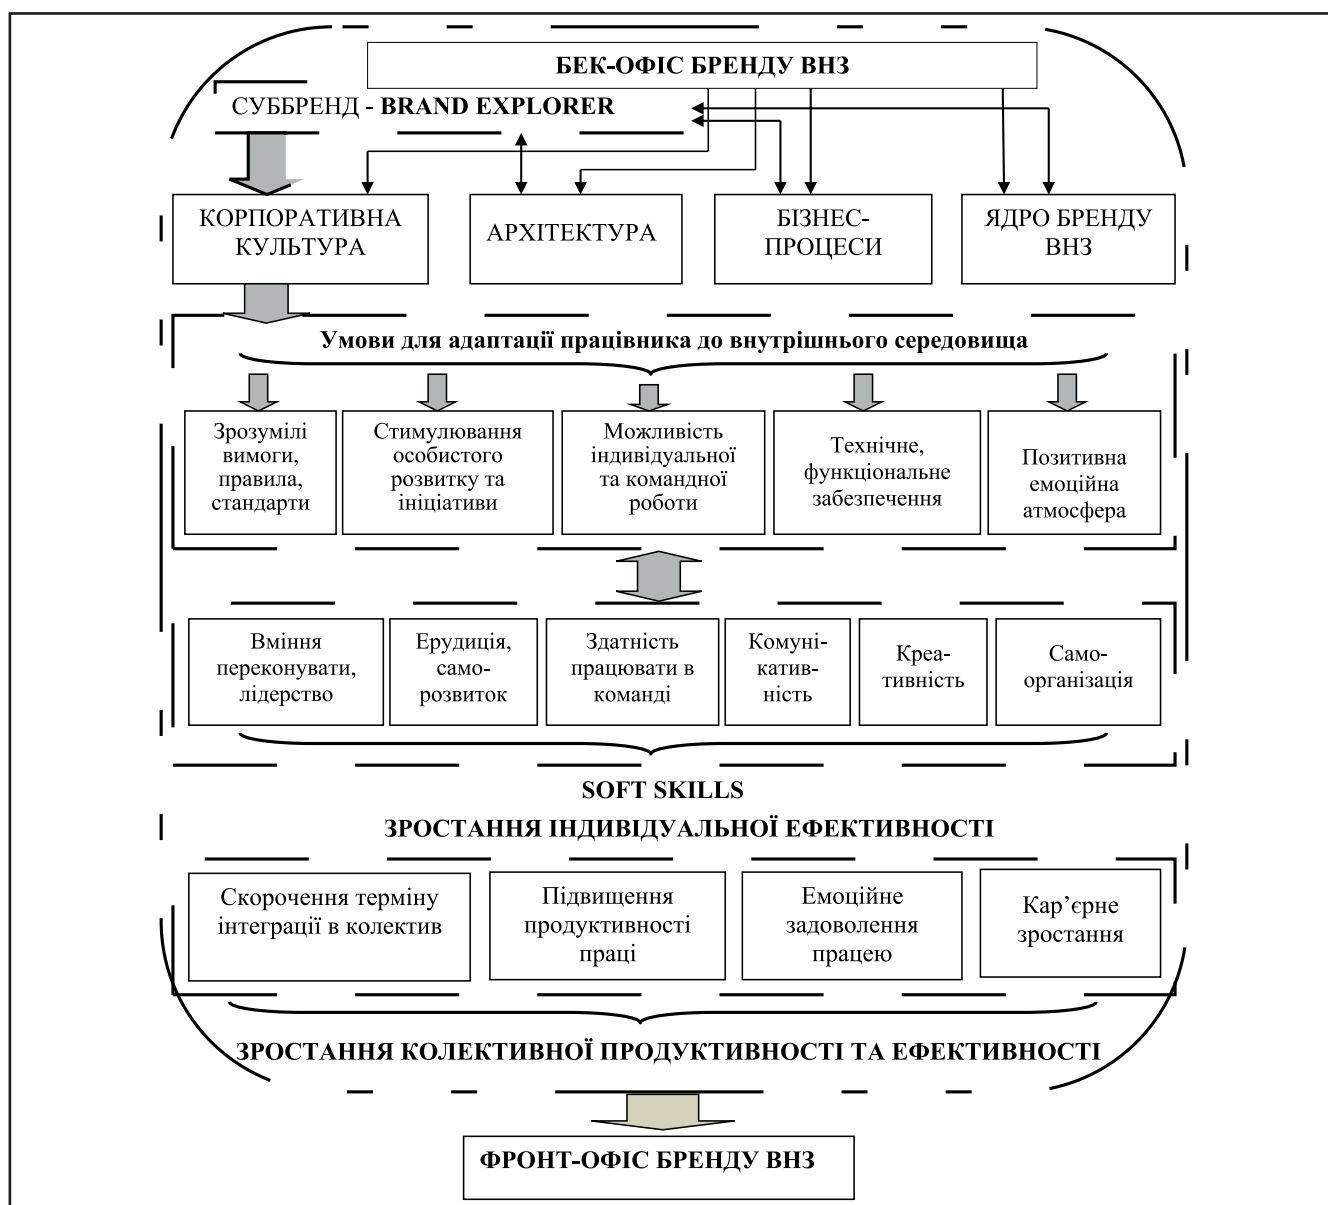 БЕК-ОФІС БРЕНДУ ВНЗ
СУББРЕНД - BRAND EXPLORER
КОРПОРАТИВНА
КУЛЬТУРА
АРХІТЕКТУРА
БІЗНЕС-
ПРОЦЕСИ
ЯДРО БРЕНДУ
ВНЗ
Умови для адаптації працівника до внутрішнього середовища
Зрозумілі
вимоги,
правила,
стандарти
Стимулювання
особистого
розвитку та
ініціативи
Можливість
індивідуальної
та командної
роботи
Технічне,
функціональне
забезпечення
Позитивна
емоційна
атмосфера
Вміння
переконувати,
лідерство
Ерудиція,
само-
розвиток
Здатність
працювати в
команді
Комуні-
катив-
ність
Креа-
тивність
Само-
організація
SOFT SKILLS
ЗРОСТАННЯ ІНДИВІДУАЛЬНОЇ ЕФЕКТИВНОСТІ
Скорочення терміну
інтеграції в колектив
Підвищення
продуктивності
праці
Емоційне
задоволення
працею
Кар’єрне
зростання
ЗРОСТАННЯ КОЛЕКТИВНОЇ ПРОДУКТИВНОСТІ ТА ЕФЕКТИВНОСТІ
ФРОНТ-ОФІС БРЕНДУ ВНЗ